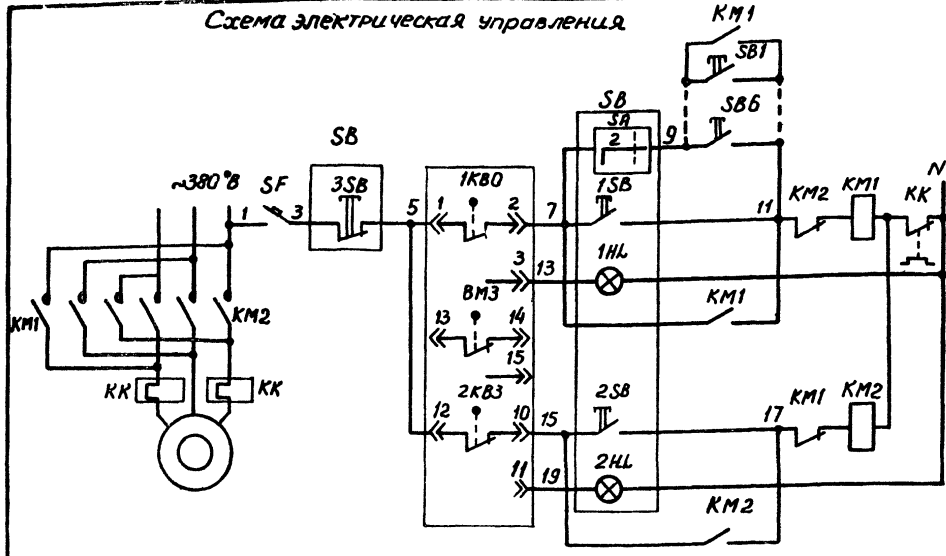 Схема электрическая управления
KM1
SB1
SB
SB6
SA
2
9
SB
~380°В
SF
3SB
1KBO
1SB
KM2
KM1
KK
N
1
3
5
1
2
7
11
3
13
1HL
BM3
KM1
KM1
KM2
13
14
15
KK
KK
2KB3
2SB
KM1
KM2
12
10
15
17
11
19
2HL
KM2